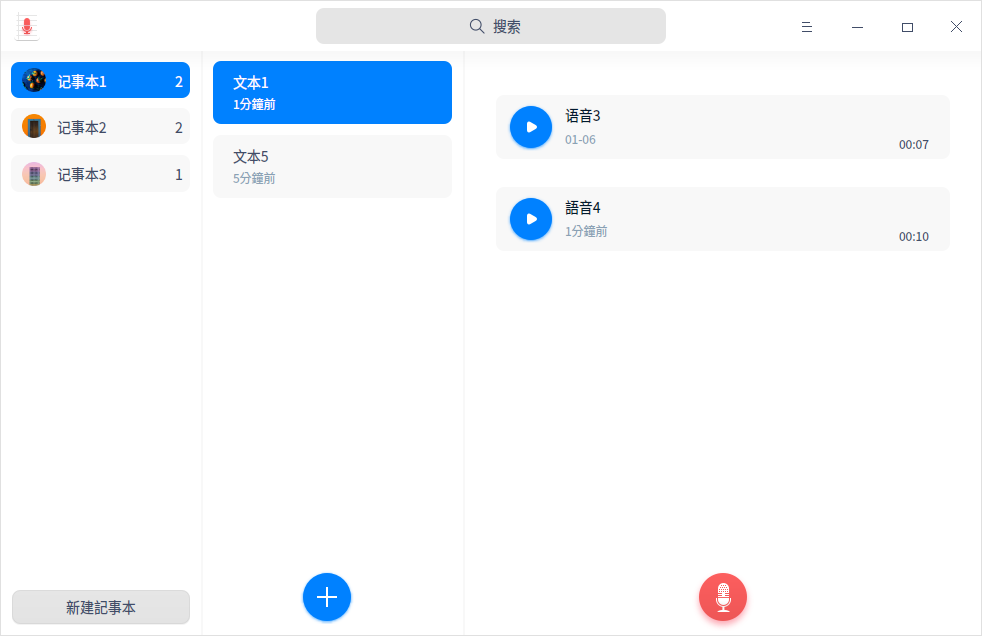 搜索
记事本1 2
记事本2 2
记事本3 1
新建記事本
文本1
1分鐘前
文本5
5分鐘前
语音3
01-06
00:07
語音4
1分鐘前
00:10